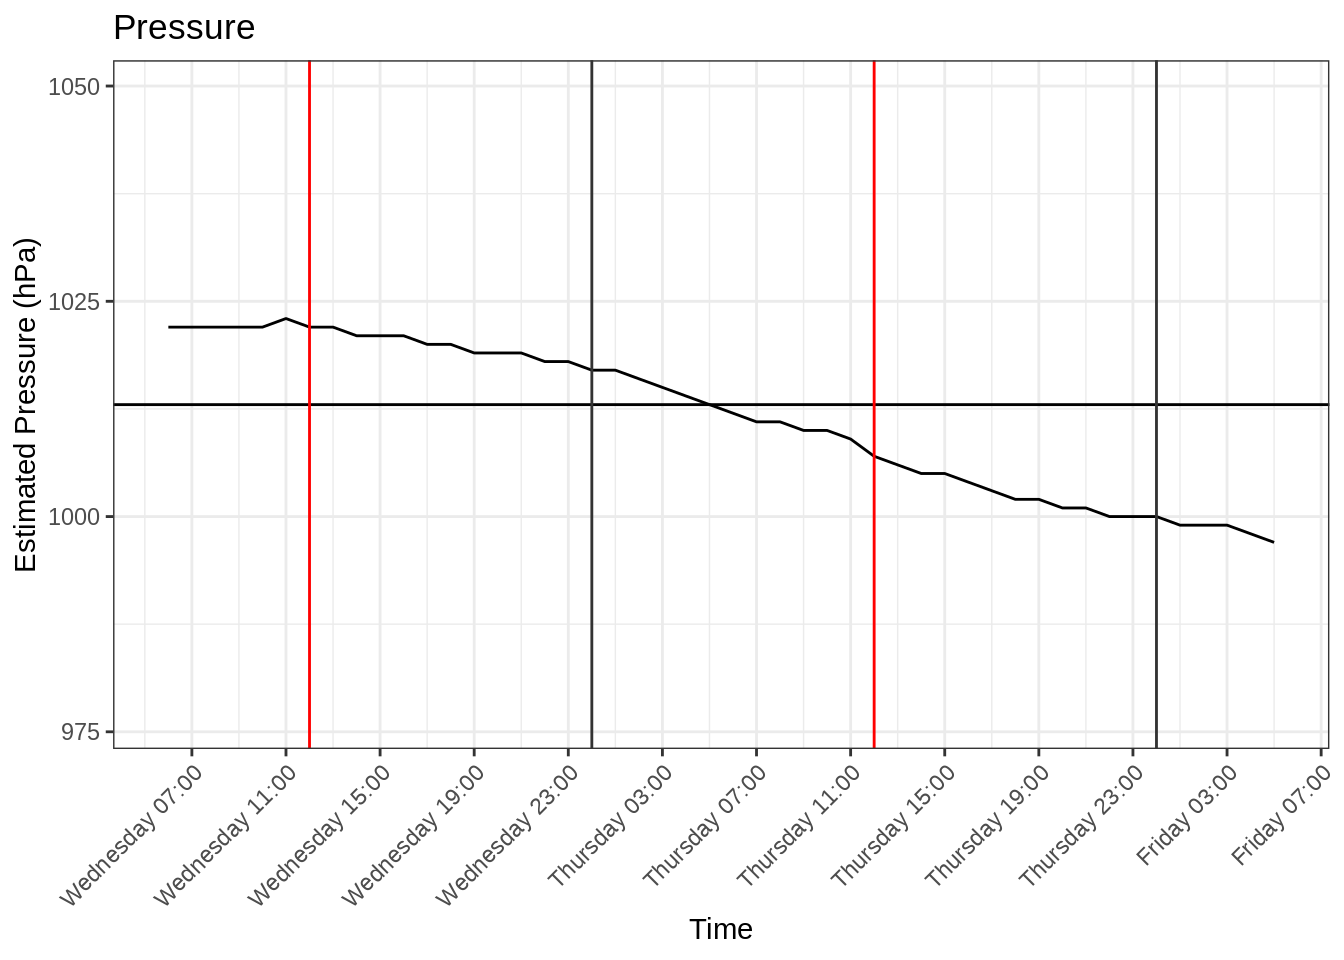 Pressure
Estimated Pressure (hPa)
1050
1025
1000
975
Wednesday 07:00
Wednesday 11:00
Wednesday 15:00
Wednesday 19:00
Wednesday 23:00
Thursday 03:00
Thursday 07:00
Thursday 11:00
Thursday 15:00
Thursday 19:00
Thursday 23:00
Friday 03:00
Friday 07:00
Time